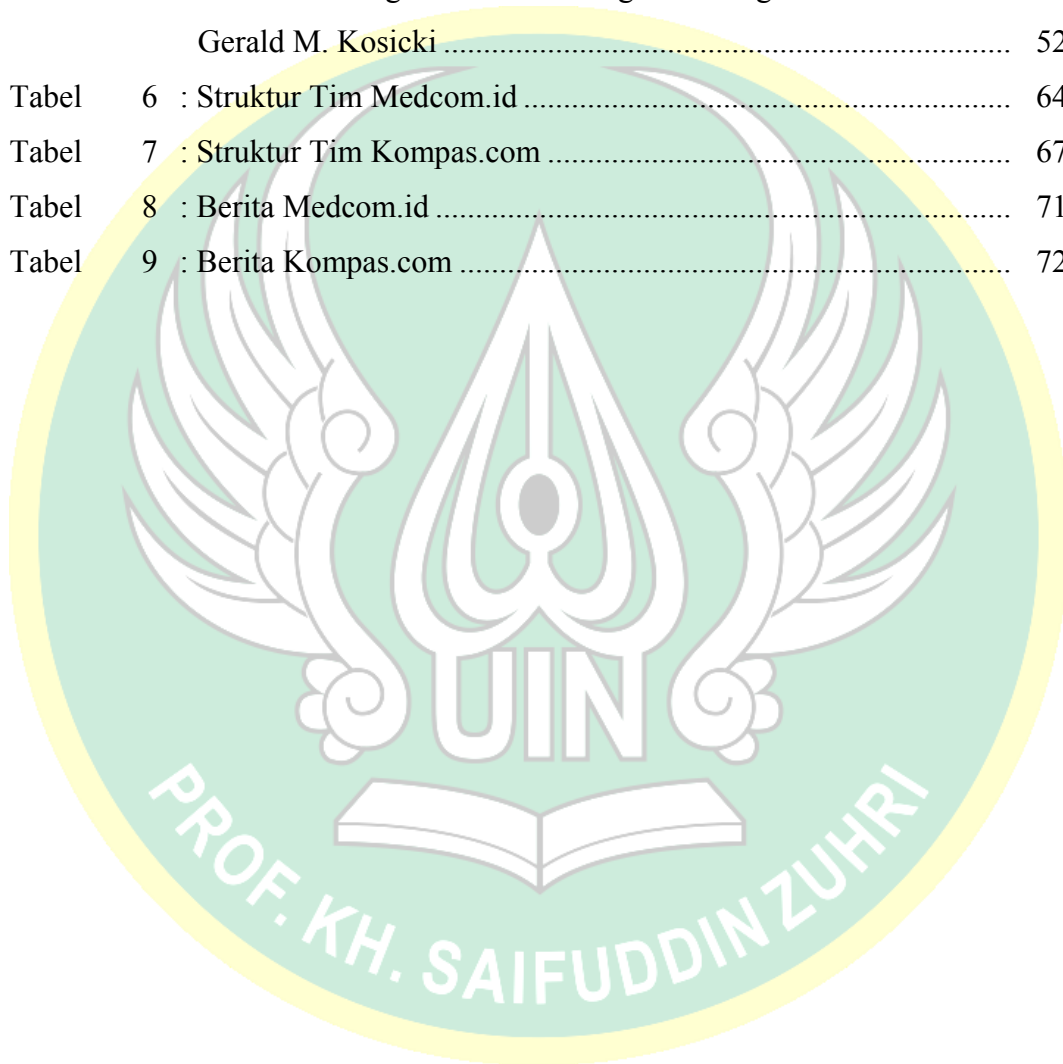 Gerald M. Kosicki ........................................................................ 52
Tabel 6 : Struktur Tim Medcom.id .............................................................. 64
Tabel 7 : Struktur Tim Kompas.com ........................................................... 67
Tabel 8 : Berita Medcom.id ......................................................................... 71
Tabel 9 : Berita Kompas.com ...................................................................... 72
UIN
PROF. KH. SAIFUDDIN ZUHRI